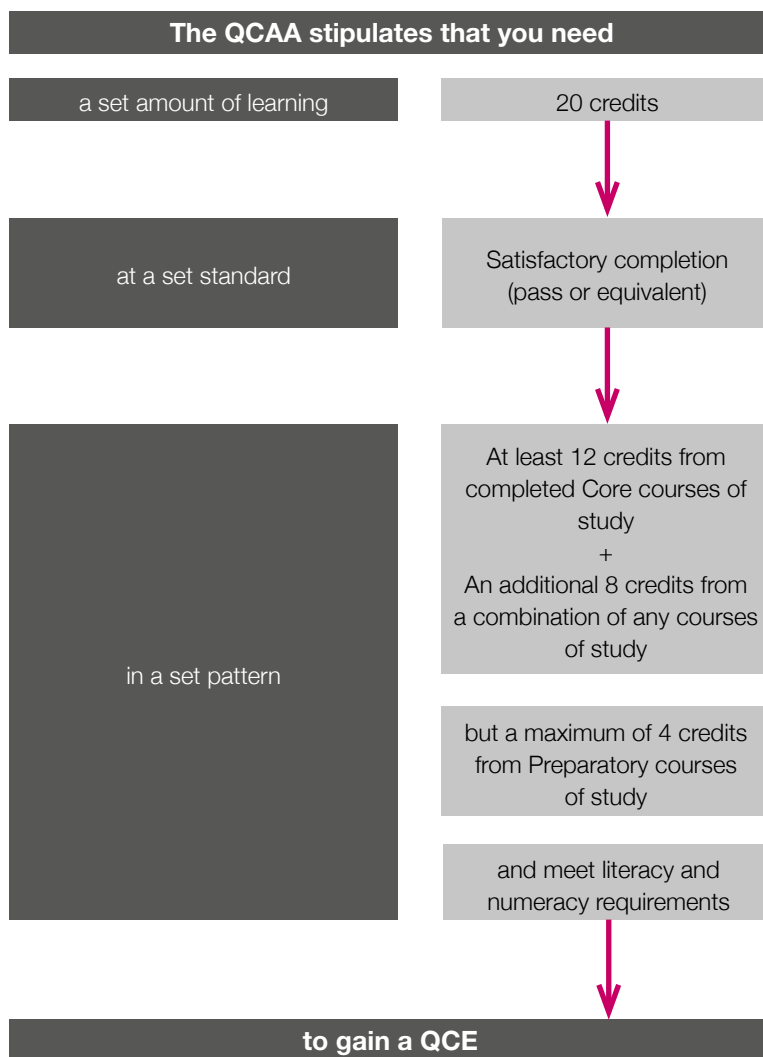 The QCAA stipulates that you need
a set amount of learning
20 credits
at a set standard
Satisfactory completion
(pass or equivalent)
in a set pattern
At least 12 credits from
completed Core courses of
study
+
An additional 8 credits from
a combination of any courses
of study
but a maximum of 4 credits
from Preparatory courses
of study
and meet literacy and
numeracy requirements
to gain a QCE